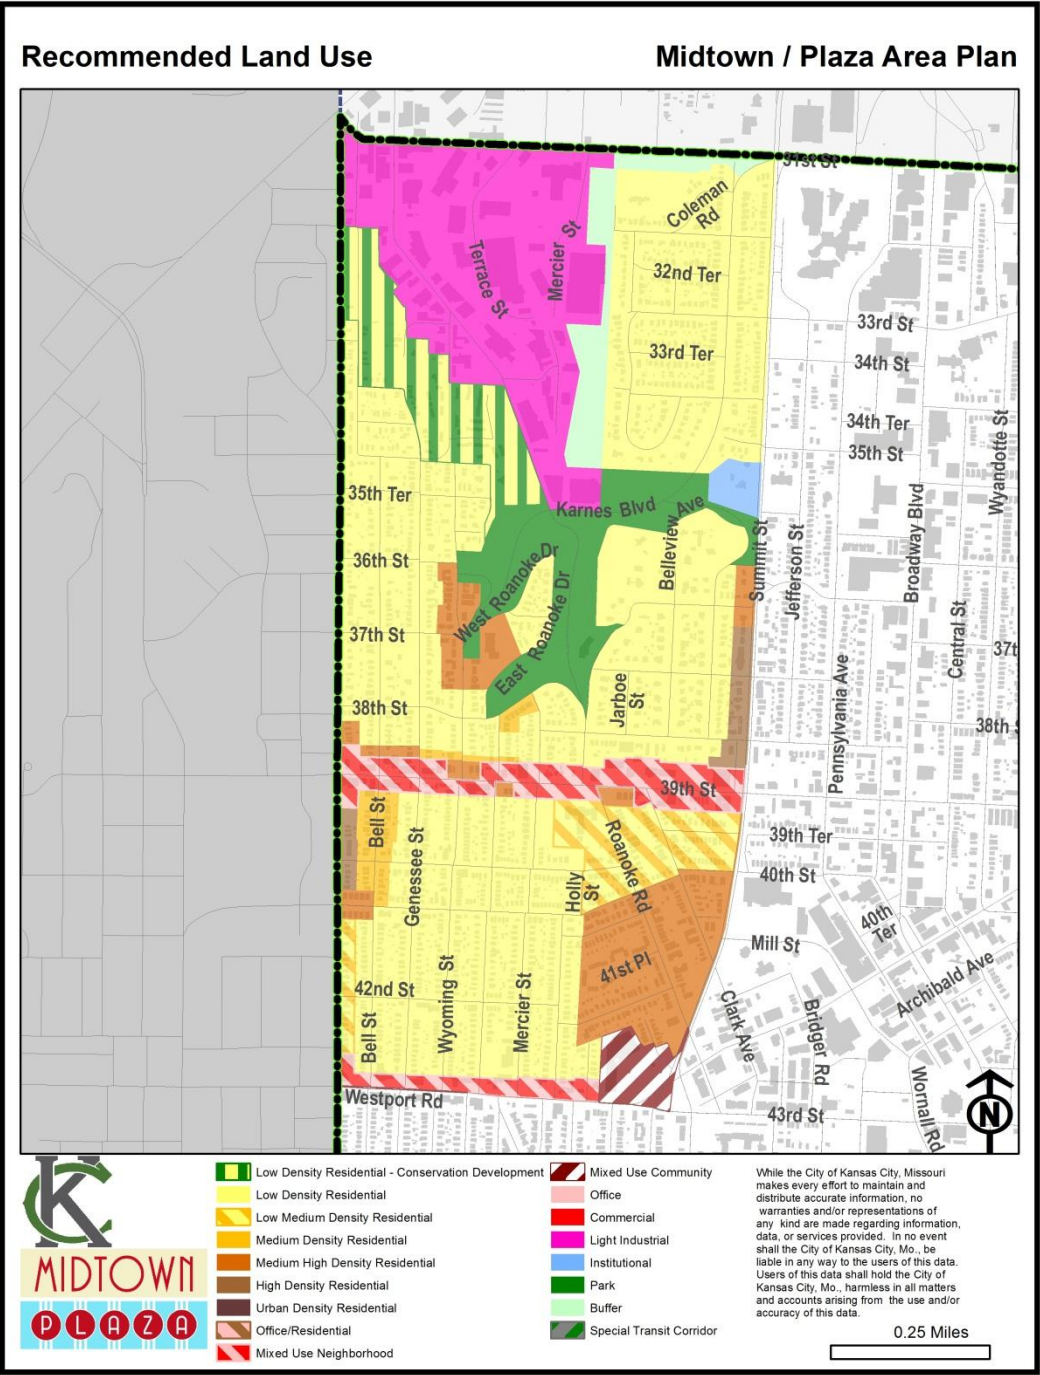 Recommended Land Use
Midtown / Plaza Area Plan
31st St
Coleman
Rd
Terrace St
Mercier St
32nd Ter
33rd St
33rd Ter
34th St
34th Ter
35th St
Wyandotte St
35th Ter
Karnes Blvd
Belleview Ave
Broadway Blvd
Summit St
Jefferson St
36th St
West Roanoke Dr
East Roanoke Dr
37th St
Central St
37t
Pennsylvania Ave
Jarboe
St
38th St
38th S
39th St
Bell St
Genessee St
Roanoke Rd
39th Ter
Holly
St
40th St
40th
Ter
Mill St
41st Pl
Archibald Ave
42nd St
Wyoming St
Mercier St
Bell St
Clark Ave
Bridger Rd
Wornall Rd
Westport Rd
43rd St
N
KC
MIDTOWN
PLAZA
Low Density Residential - Conservation Development
Low Density Residential
Low Medium Density Residential
Medium Density Residential
Medium High Density Residential
High Density Residential
Urban Density Residential
Office/Residential
Mixed Use Neighborhood
Mixed Use Community
Office
Commercial
Light Industrial
Institutional
Park
Buffer
Special Transit Corridor
While the City of Kansas City, Missouri
makes every effort to maintain and
distribute accurate information, no
warranties and/or representations of
any kind are made regarding information,
data, or services provided. In no event
shall the City of Kansas City, Mo., be
liable in any way to the users of this data.
Users of this data shall hold the City of
Kansas City, Mo., harmless in all matters
and accounts arising from the use and/or
accuracy of this data.
0.25 Miles